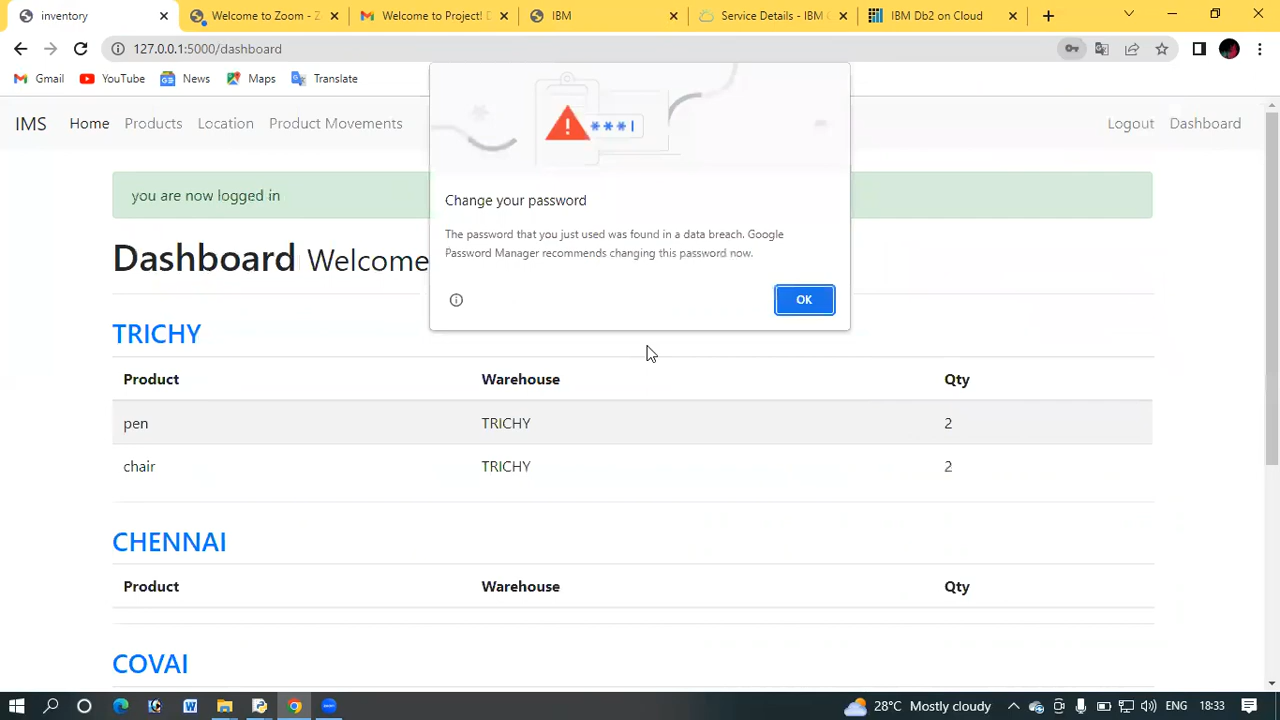 inventory
Welcome to Zoom - Z
Welcome to Project! D
IBM
Service Details - IBM
IBM Db2 on Cloud
127.0.0.1:5000/dashboard
Gmail YouTube News Maps Translate
IMS Home Products Location Product Movements Logout Dashboard
you are now logged in
Change your password
The password that you just used was found in a data breach. Google
Password Manager recommends changing this password now.
OK
Dashboard Welcome
TRICHY
Product Warehouse Qty
pen TRICHY 2
chair TRICHY 2
CHENNAI
Product Warehouse Qty
COVAI
28°C Mostly cloudy ENG 18:33